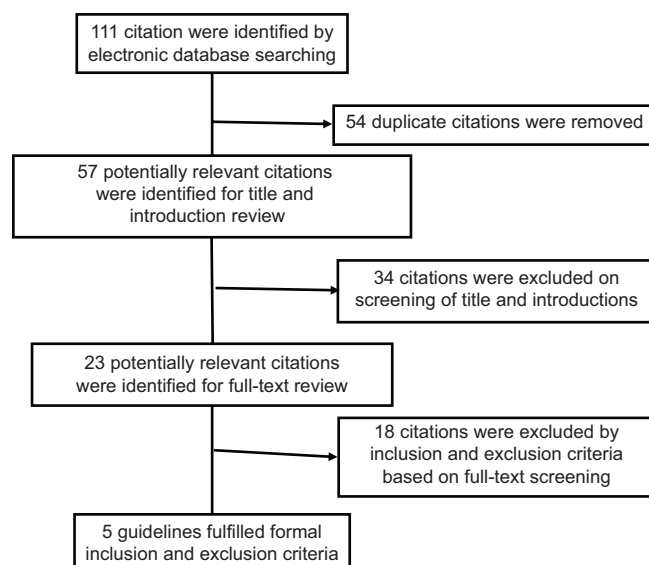 111 citation were identified by
electronic database searching
54 duplicate citations were removed
57 potentially relevant citations
were identified for title and
introduction review
34 citations were excluded on
screening of title and introductions
23 potentially relevant citations
were identified for full-text review
18 citations were excluded by
inclusion and exclusion criteria
based on full-text screening
5 guidelines fulfilled formal
inclusion and exclusion criteria